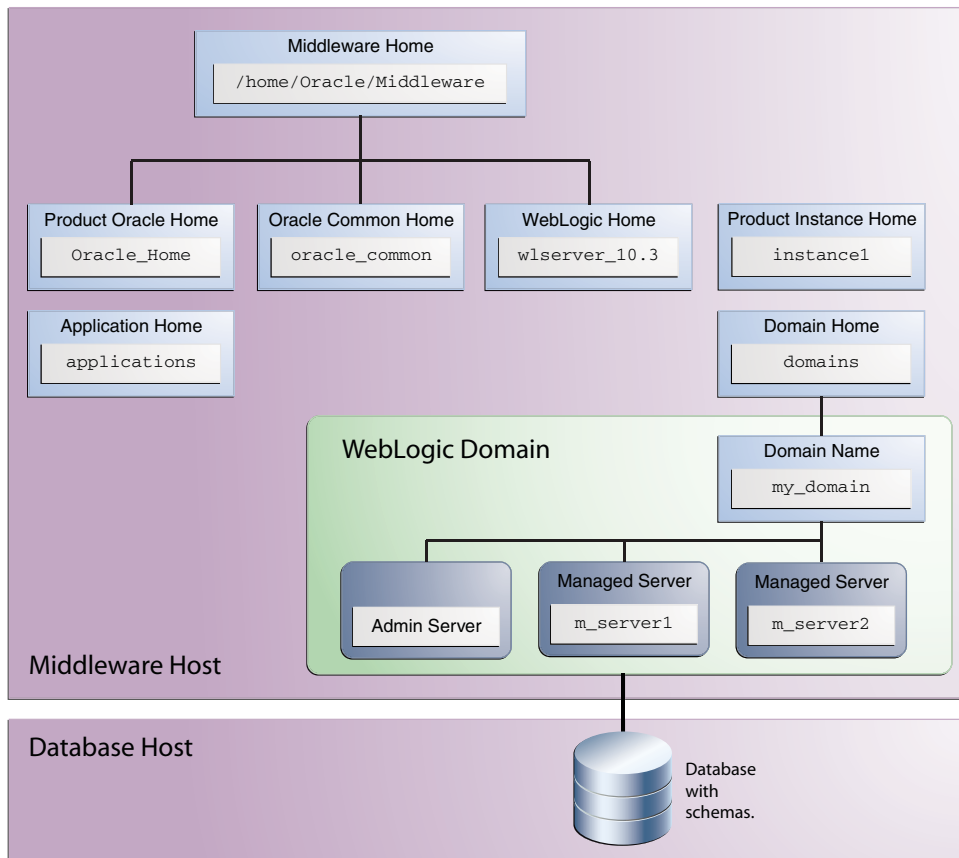 Middleware Home
/home/Oracle/Middleware
Product Oracle Home
Oracle_Home
Oracle Common Home
oracle_common
WebLogic Home
wlserver_10.3
Product Instance Home
instance1
Application Home
applications
Domain Home
domains
WebLogic Domain
Domain Name
my_domain
Admin Server
Managed Server
m_server1
Managed Server
m_server2
Middleware Host
Database Host
Database
with
schemas.